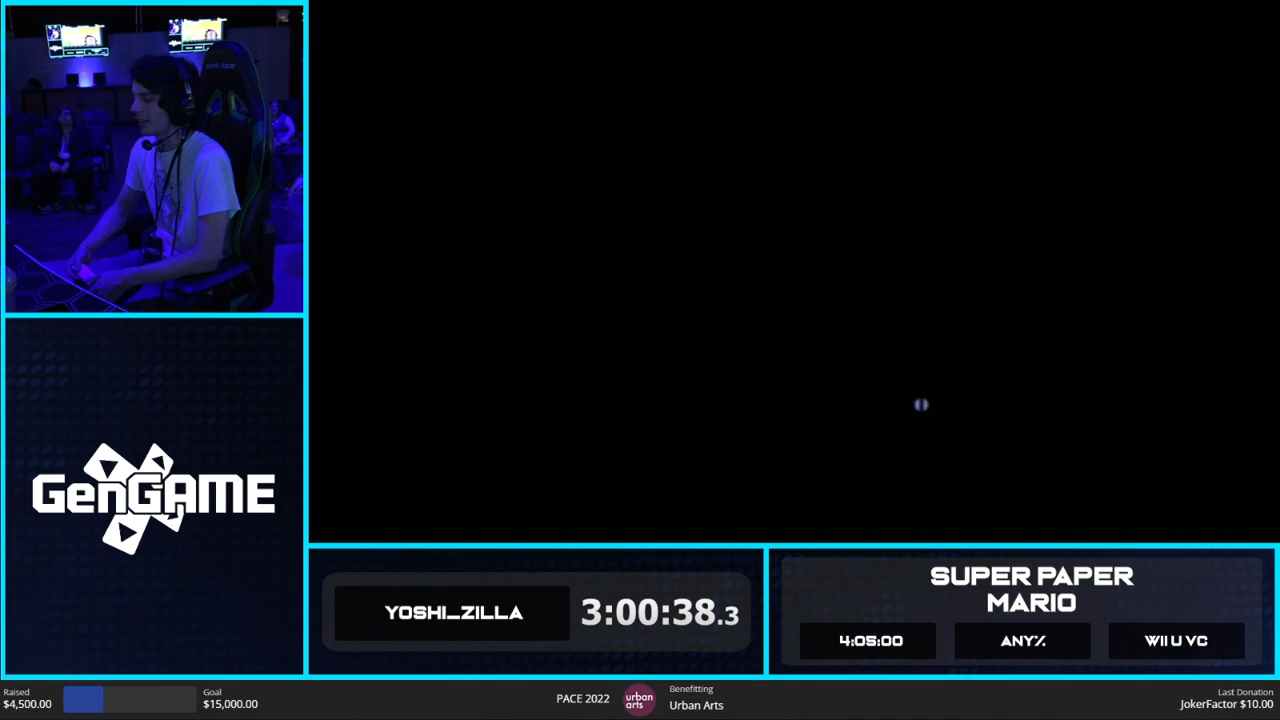 GenGAME
YOSHI_ZILLA
3:00:38.3
SUPER PAPER
MARIO
4:05:00
ANY%
WII U VC
Raised
$4,500.00
Goal
$15,000.00
PACE 2022
urban
arts
Benefitting
Urban Arts
Last Donation
JokerFactor $10.00